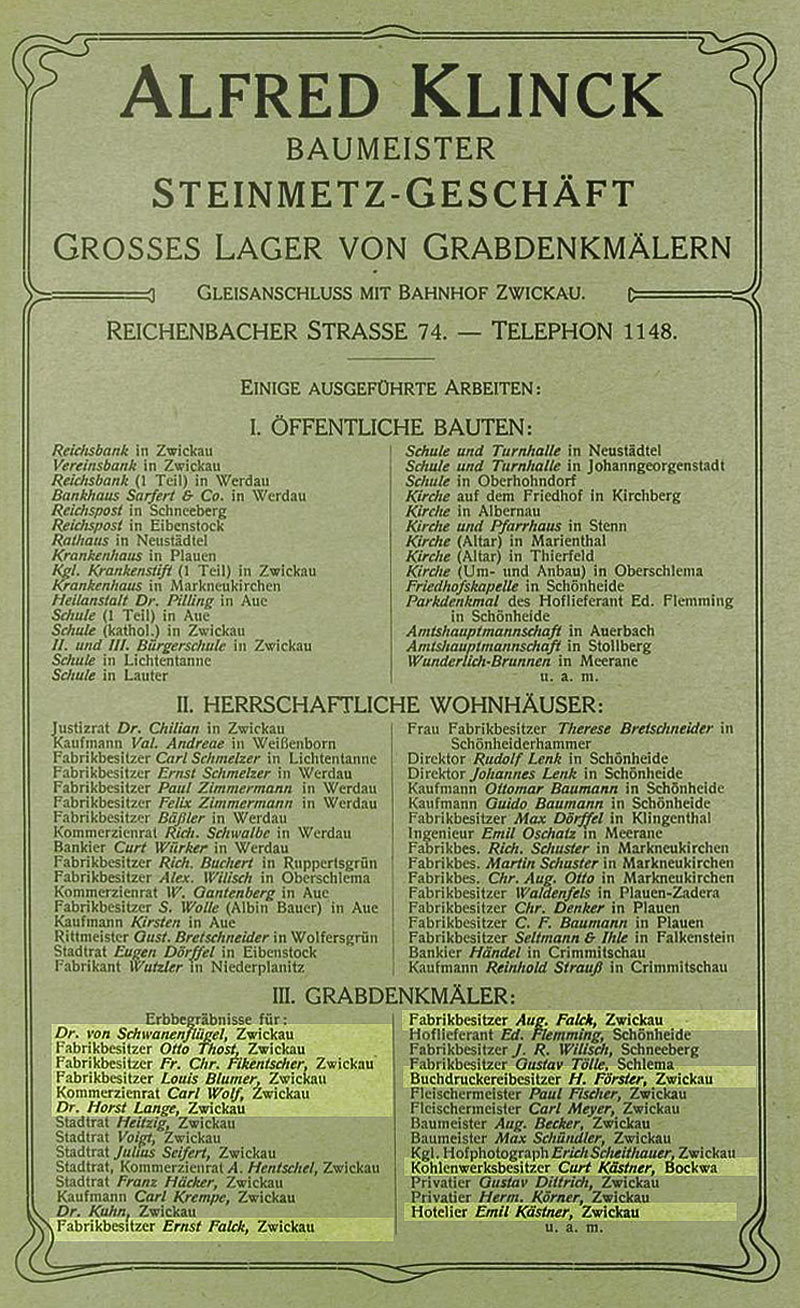 ALFRED KLINCK
BAUMEISTER
STEINMETZ-GESCHÄFT
GROSSES LAGER VON GRABDENKMÄLERN
GLEISANSCHLUSS MIT BAHNHOF ZWICKAU.
REICHENBACHER STRASSE 74. — TELEPHON 1148.
EINIGE AUSGEFÜHRTE ARBEITEN:
I. ÖFFENTLICHE BAUTEN:
Reichsbank in Zwickau
Vereinsbank in Zwickau
Reichsbank (1 Teil) in Werdau
Bankhaus Sarfert & Co. in Werdau
Reichspost in Schneeberg
Reichspost in Eibenstock
Rathaus in Neustädtel
Krankenhaus in Plauen
Kgl. Krankenstift (1 Teil) in Zwickau
Krankenhaus in Markneukirchen
Heilanstalt Dr. Pilling in Aue
Schule (1 Teil) in Aue
Schule (kathol.) in Zwickau
II. und III. Bürgerschule in Zwickau
Schule in Lichtentanne
Schule in Lauter
Schule und Turnhalle in Neustädtel
Schule und Turnhalle in Johanngeorgenstadt
Schule in Oberhohndorf
Kirche auf dem Friedhof in Kirchberg
Kirche in Albernau
Kirche und Pfarrhaus in Stenn
Kirche (Altar) in Marienthal
Kirche (Altar) in Thierfeld
Kirche (Um- und Anbau) in Oberschlema
Friedhofskapelle in Schönheide
Parkdenkmal des Hoflieferant Ed. Flemming
in Schönheide
Amtshauptmannschaft in Auerbach
Amtshauptmannschaft in Stollberg
Wunderlich-Brunnen in Meerane
u. a. m.
II. HERRSCHAFTLICHE WOHNHÄUSER:
Justizrat Dr. Chilian in Zwickau
Kaufmann Val. Andreae in Weißenborn
Fabrikbesitzer Carl Schmelzer in Lichtentanne
Fabrikbesitzer Ernst Schmelzer in Werdau
Fabrikbesitzer Paul Zimmermann in Werdau
Fabrikbesitzer Felix Zimmermann in Werdau
Fabrikbesitzer Bäßler in Werdau
Kommerzienrat Rich. Schwalbe in Werdau
Bankier Curt Würker in Werdau
Fabrikbesitzer Rich. Buchert in Ruppertsgrün
Fabrikbesitzer Alex. Wilisch in Oberschlema
Kommerzienrat W. Gantenberg in Aue
Fabrikbesitzer S. Wolle (Albin Bauer) in Aue
Kaufmann Kirsten in Aue
Rittmeister Gust. Bretschneider in Wolfersgrün
Stadtrat Eugen Dörffel in Eibenstock
Fabrikant Wutzler in Niederplanitz
Frau Fabrikbesitzer Therese Bretschneider in
Schönheiderhammer
Direktor Rudolf Lenk in Schönheide
Direktor Johannes Lenk in Schönheide
Kaufmann Ottomar Baumann in Schönheide
Kaufmann Guido Baumann in Schönheide
Fabrikbesitzer Max Dörffel in Klingenthal
Ingenieur Emil Oschatz in Meerane
Fabrikbes. Rich. Schuster in Markneukirchen
Fabrikbes. Martin Schuster in Markneukirchen
Fabrikbes. Chr. Aug. Otto in Markneukirchen
Fabrikbesitzer Waldenfels in Plauen-Zadera
Fabrikbesitzer Chr. Denker in Plauen
Fabrikbesitzer C. F. Baumann in Plauen
Fabrikbesitzer Seltmann & Ihle in Falkenstein
Bankier Händel in Crimmitschau
Kaufmann Reinhold Strauß in Crimmitschau
III. GRABDENKMÄLER:
Erbbegräbnisse für:
Dr. von Schwanenflügel, Zwickau
Fabrikbesitzer Otto Thost, Zwickau
Fabrikbesitzer Fr. Chr. Fikentscher, Zwickau
Fabrikbesitzer Louis Blumer, Zwickau
Kommerzienrat Carl Wolf, Zwickau
Dr. Horst Lange, Zwickau
Stadtrat Heitzig, Zwickau
Stadtrat Voigt, Zwickau
Stadtrat Julius Seifert, Zwickau
Stadtrat, Kommerzienrat A. Hentschel, Zwickau
Stadtrat Franz Häcker, Zwickau
Kaufmann Carl Krempe, Zwickau
Dr. Kuhn, Zwickau
Fabrikbesitzer Ernst Falck, Zwickau
Fabrikbesitzer Aug. Falck, Zwickau
Hoflieferant Ed. Flemming, Schönheide
Fabrikbesitzer J. R. Wilisch, Schneeberg
Fabrikbesitzer Gustav Tölle, Schlema
Buchdruckereibesitzer H. Förster, Zwickau
Fleischermeister Paul Fischer, Zwickau
Fleischermeister Carl Meyer, Zwickau
Baumeister Aug. Becker, Zwickau
Baumeister Max Schündler, Zwickau
Kgl. Hofphotograph Erich Scheithauer, Zwickau
Kohlenwerksbesitzer Curt Kästner, Bockwa
Privatier Gustav Dittrich, Zwickau
Privatier Herm. Körner, Zwickau
Hotelier Emil Kästner, Zwickau
u. a. m.